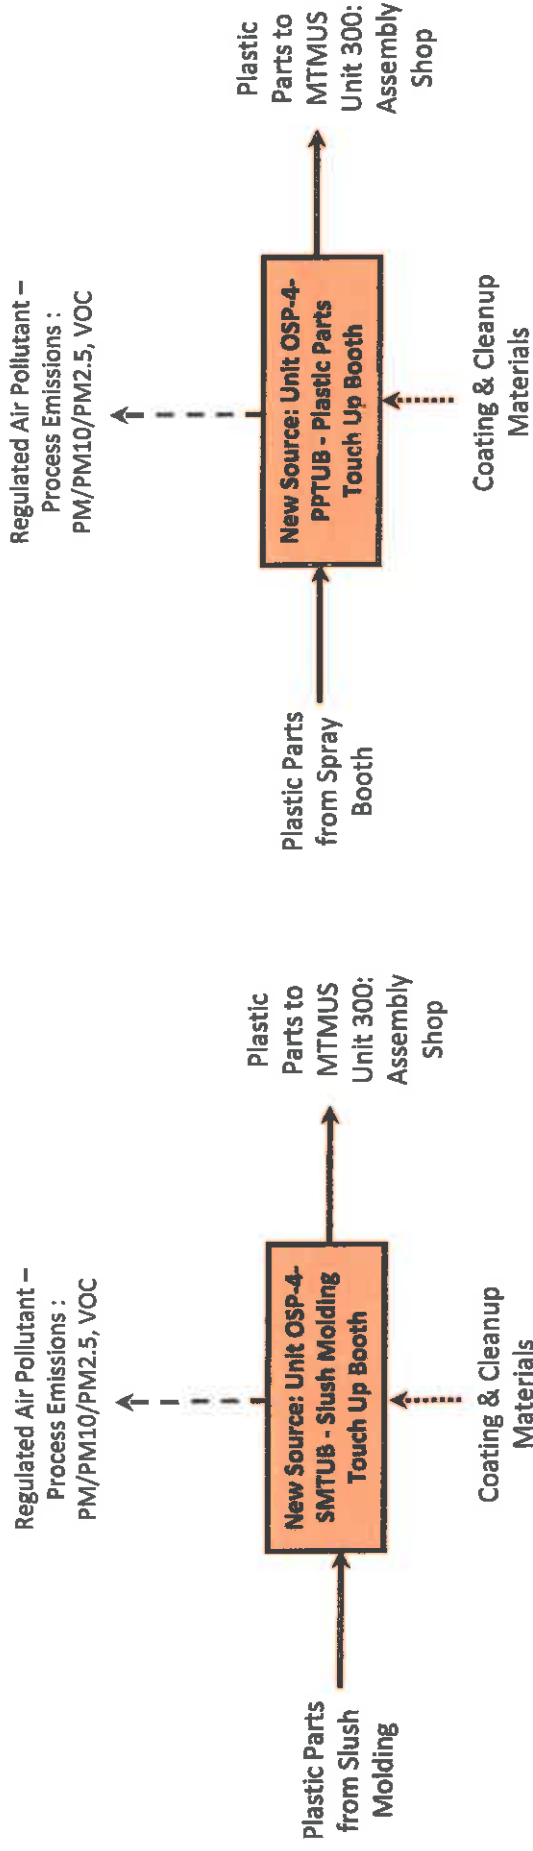 Regulated Air Pollutant –
Process Emissions :
PM/PM10/PM2.5, VOC
Plastic Parts
from Slush
Molding
New Source: Unit OSP-4-
SMTUB - Slush Molding
Touch Up Booth
Plastic
Parts to
MTMUS
Unit 300:
Assembly
Shop
Coating & Cleanup
Materials
Regulated Air Pollutant –
Process Emissions :
PM/PM10/PM2.5, VOC
Plastic Parts
from Spray
Booth
New Source: Unit OSP-4-
PPTUB - Plastic Parts
Touch Up Booth
Plastic
Parts to
MTMUS
Unit 300:
Assembly
Shop
Coating & Cleanup
Materials